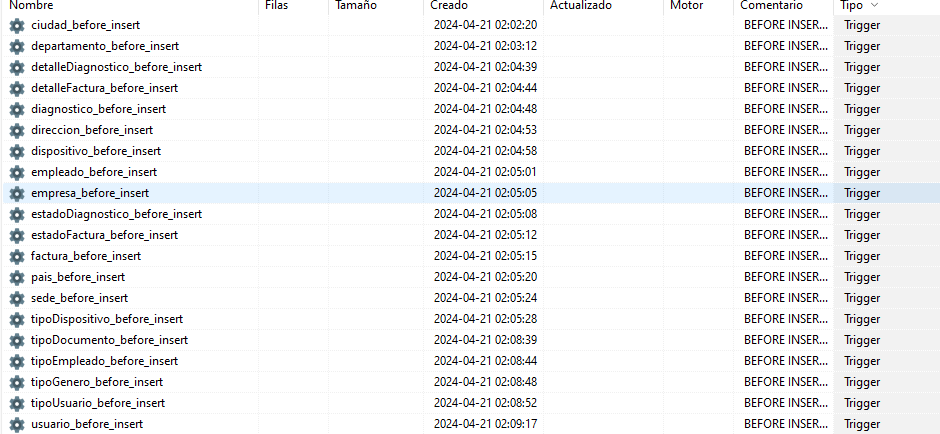 Nombre Filas Tamaño Creado Actualizado Motor Comentario Tipo
ciudad_before_insert 2024-04-21 02:02:20 BEFORE INSER... Trigger
departamento_before_insert 2024-04-21 02:03:12 BEFORE INSER... Trigger
detalleDiagnostico_before_insert 2024-04-21 02:04:39 BEFORE INSER... Trigger
detalleFactura_before_insert 2024-04-21 02:04:44 BEFORE INSER... Trigger
diagnostico_before_insert 2024-04-21 02:04:48 BEFORE INSER... Trigger
direccion_before_insert 2024-04-21 02:04:53 BEFORE INSER... Trigger
dispositivo_before_insert 2024-04-21 02:04:58 BEFORE INSER... Trigger
empleado_before_insert 2024-04-21 02:05:01 BEFORE INSER... Trigger
empresa_before_insert 2024-04-21 02:05:05 BEFORE INSER... Trigger
estadoDiagnostico_before_insert 2024-04-21 02:05:08 BEFORE INSER... Trigger
estadoFactura_before_insert 2024-04-21 02:05:12 BEFORE INSER... Trigger
factura_before_insert 2024-04-21 02:05:15 BEFORE INSER... Trigger
pais_before_insert 2024-04-21 02:05:20 BEFORE INSER... Trigger
sede_before_insert 2024-04-21 02:05:24 BEFORE INSER... Trigger
tipoDispositivo_before_insert 2024-04-21 02:05:28 BEFORE INSER... Trigger
tipoDocumento_before_insert 2024-04-21 02:08:39 BEFORE INSER... Trigger
tipoEmpleado_before_insert 2024-04-21 02:08:44 BEFORE INSER... Trigger
tipoGenero_before_insert 2024-04-21 02:08:48 BEFORE INSER... Trigger
tipoUsuario_before_insert 2024-04-21 02:08:52 BEFORE INSER... Trigger
usuario_before_insert 2024-04-21 02:09:17 BEFORE INSER... Trigger